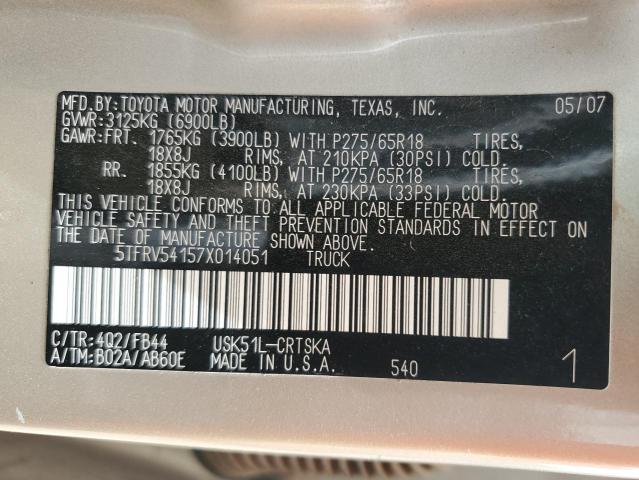 MFD.BY:TOYOTA MOTOR MANUFACTURING, TEXAS, INC. 05/07
GVWR:3125KG (6900LB)
GAWR:FRT. 1765KG (3900LB) WITH P275/65R18 TIRES,
18X8J RIMS, AT 210KPA (30PSI) COLD.
RR. 1855KG (4100LB) WITH P275/65R18 TIRES,
18X8J RIMS, AT 230KPA (33PSI) COLD.
THIS VEHICLE CONFORMS TO ALL APPLICABLE FEDERAL MOTOR
VEHICLE SAFETY AND THEFT PREVENTION STANDARDS IN EFFECT ON
THE DATE OF MANUFACTURE SHOWN ABOVE.
5TFRV54157X014051 TRUCK
C/TR:4Q2/FB44 USK51L-CRTSKA
A/TM:B02A/AB60E MADE IN U.S.A. 540 1